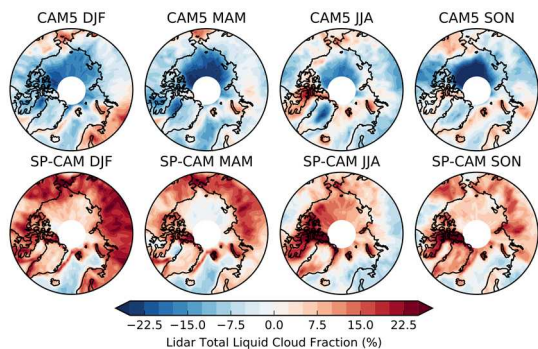 CAM5 DJF CAM5 MAM CAM5 JJA CAM5 SON
SP-CAM DJF SP-CAM MAM SP-CAM JJA SP-CAM SON
−22.5 −15.0 −7.5 0.0 7.5 15.0 22.5
Lidar Total Liquid Cloud Fraction (%)